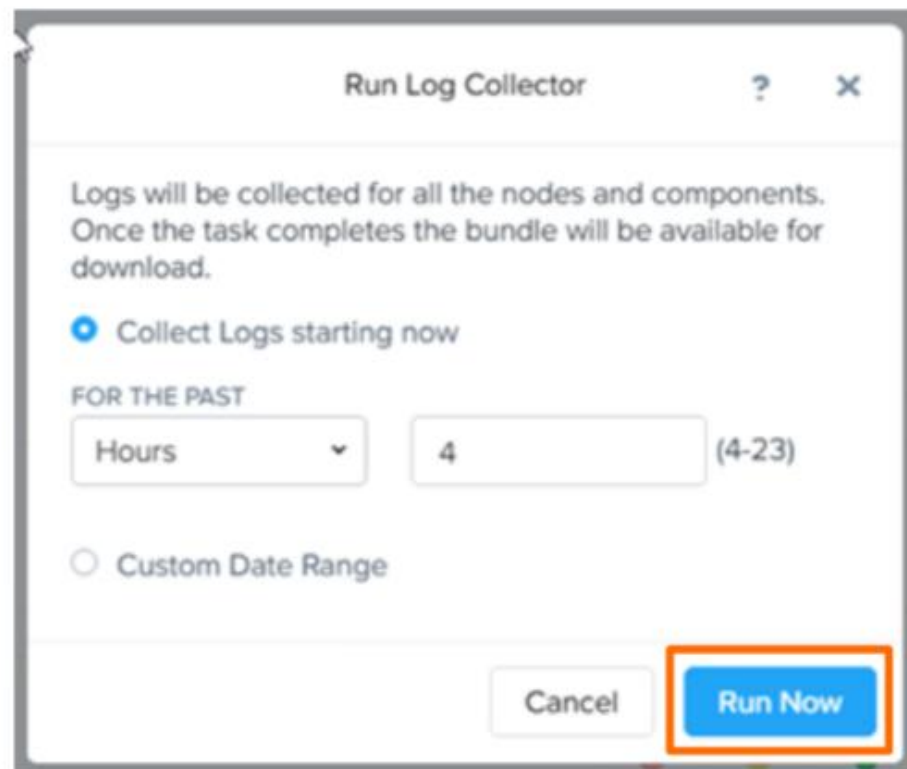 Run Log Collector ? ×
Logs will be collected for all the nodes and components.
Once the task completes the bundle will be available for
download.
Collect Logs starting now
FOR THE PAST
Hours 4 (4-23)
Custom Date Range
Cancel Run Now